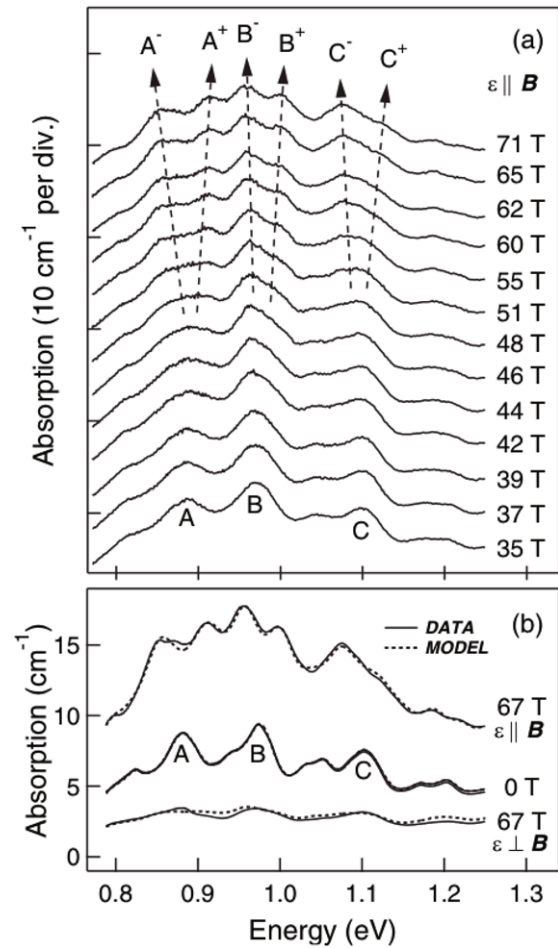 A⁻ A⁺ B⁻ B⁺ C⁻ C⁺ (a)
ε || B
71 T
65 T
62 T
60 T
55 T
51 T
48 T
46 T
44 T
42 T
39 T
37 T
35 T
A B C
Absorption (10 cm⁻¹ per div.)
(b)
DATA
MODEL
67 T
ε || B
A B C
0 T
67 T
ε ⊥ B
15
10
5
0
Absorption (cm⁻¹)
0.8 0.9 1.0 1.1 1.2 1.3
Energy (eV)